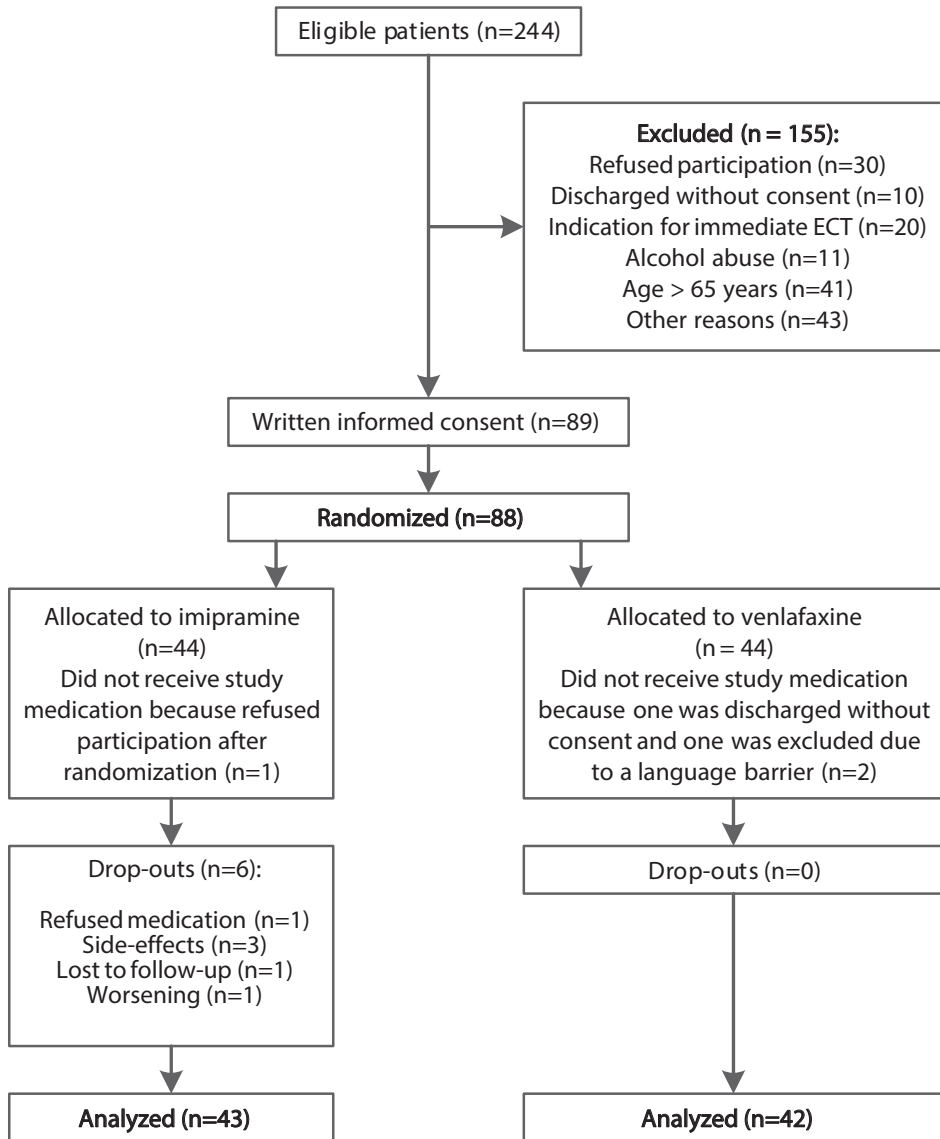 Eligible patients (n=244)
Excluded (n = 155):
Refused participation (n=30)
Discharged without consent (n=10)
Indication for immediate ECT (n=20)
Alcohol abuse (n=11)
Age > 65 years (n=41)
Other reasons (n=43)
Written informed consent (n=89)
Randomized (n=88)
Allocated to imipramine
(n=44)
Did not receive study
medication because refused
participation after
randomization (n=1)
Allocated to venlafaxine
(n = 44)
Did not receive study medication
because one was discharged without
consent and one was excluded due
to a language barrier (n=2)
Drop-outs (n=6):
Refused medication (n=1)
Side-effects (n=3)
Lost to follow-up (n=1)
Worsening (n=1)
Drop-outs (n=0)
Analyzed (n=43)
Analyzed (n=42)